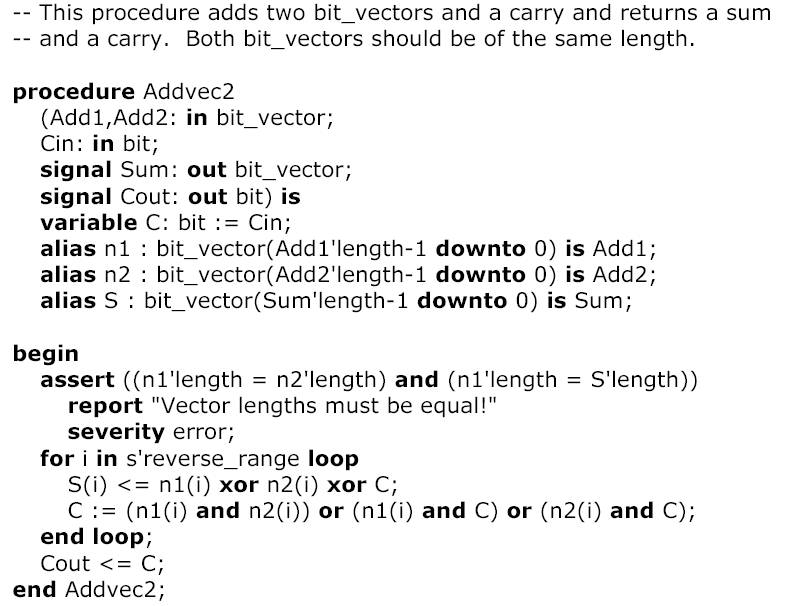 -- This procedure adds two bit_vectors and a carry and returns a sum
-- and a carry.  Both bit_vectors should be of the same length.

procedure Addvec2
   (Add1,Add2: in bit_vector;
   Cin: in bit;
   signal Sum: out bit_vector;
   signal Cout: out bit) is
   variable C: bit := Cin;
   alias n1 : bit_vector(Add1'length-1 downto 0) is Add1;
   alias n2 : bit_vector(Add2'length-1 downto 0) is Add2;
   alias S : bit_vector(Sum'length-1 downto 0) is Sum;

begin
   assert ((n1'length = n2'length) and (n1'length = S'length))
      report "Vector lengths must be equal!"
      severity error;
   for i in s'reverse_range loop
      S(i) <= n1(i) xor n2(i) xor C;
      C := (n1(i) and n2(i)) or (n1(i) and C) or (n2(i) and C);
   end loop;
   Cout <= C;
end Addvec2;